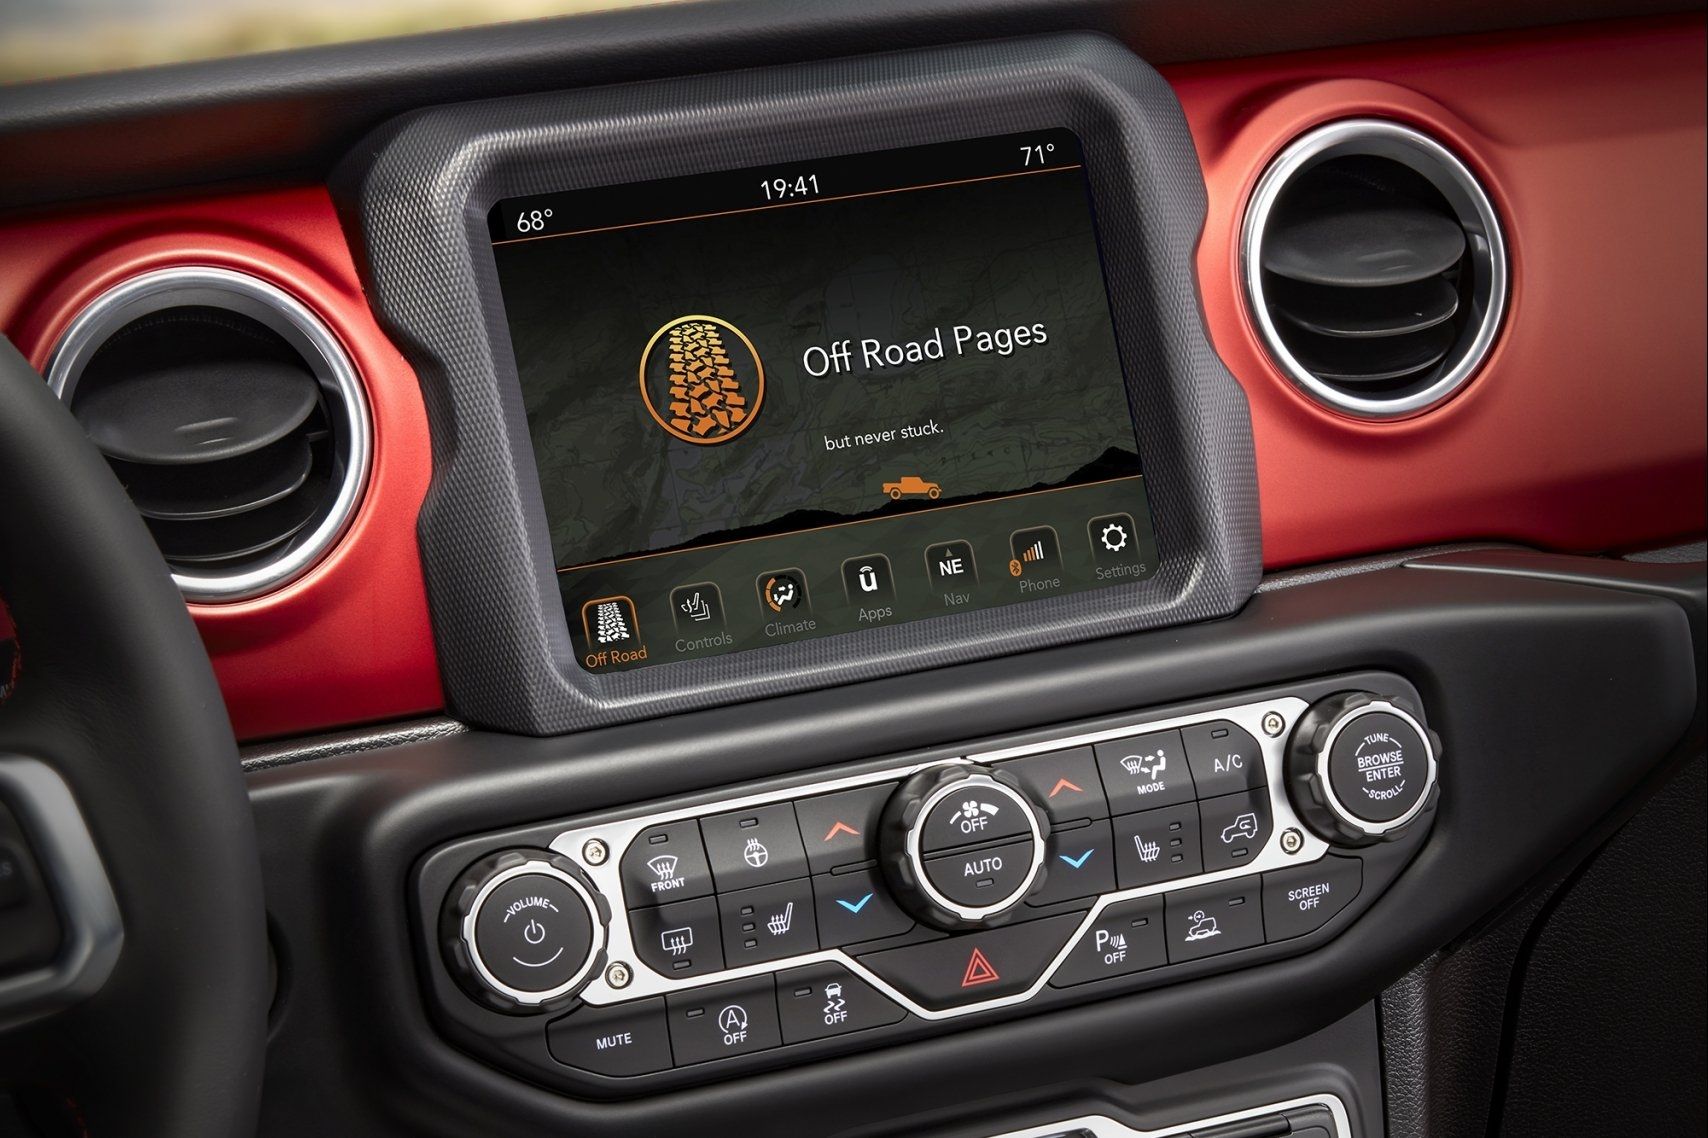 68°
19:41
71°
Off Road Pages
but never stuck.
Off Road
Controls
Climate
ū
Apps
NE
Nav
Phone
Settings
VOLUME
FRONT
OFF
AUTO
MODE
A/C
TUNE
BROWSE
ENTER
SCROLL
MUTE
A
OFF
OFF
P
OFF
SCREEN
OFF